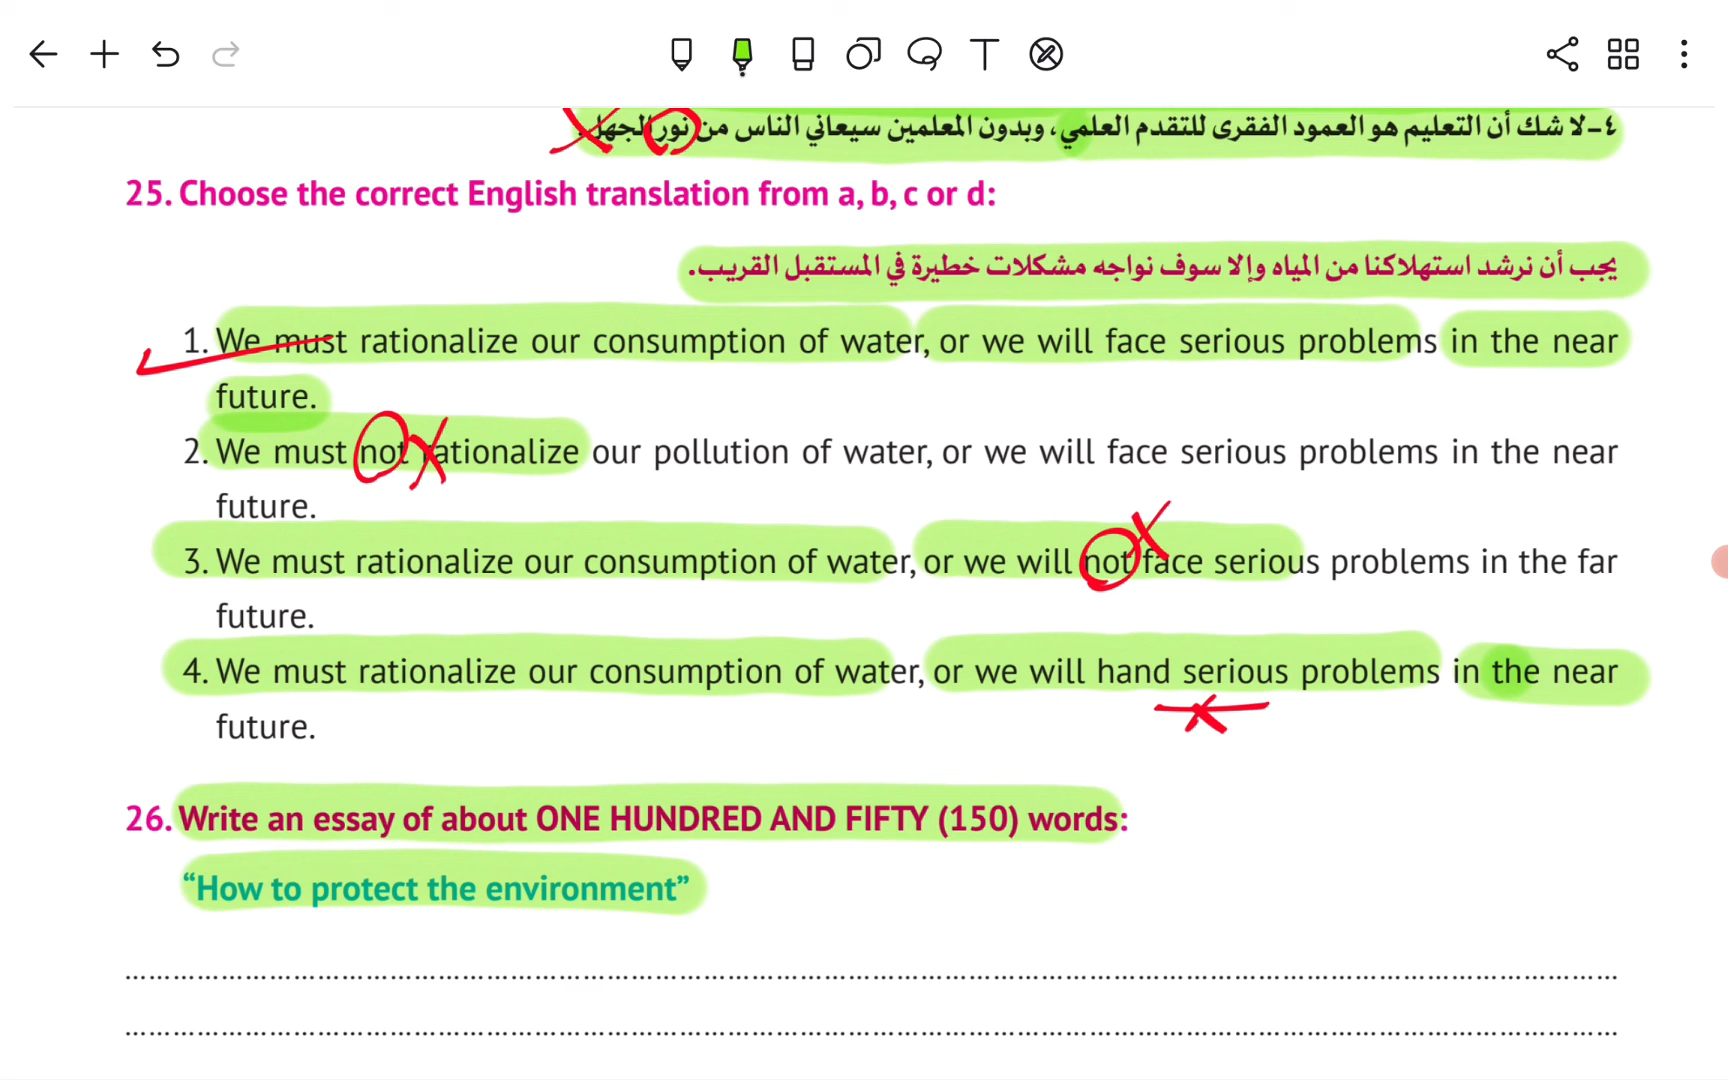 ٤- لا شك أن التعليم هو العمود الفقرى للتقدم العلمي، وبدون المعلمين سيعاني الناس من نور الجهل.
25. Choose the correct English translation from a, b, c or d:
يجب أن نرشد استهلاكنا من المياه وإلا سوف نواجه مشكلات خطيرة في المستقبل القريب.
1. We must rationalize our consumption of water, or we will face serious problems in the near
future.
2. We must not rationalize our pollution of water, or we will face serious problems in the near
future.
3. We must rationalize our consumption of water, or we will not face serious problems in the far
future.
4. We must rationalize our consumption of water, or we will hand serious problems in the near
future.
26. Write an essay of about ONE HUNDRED AND FIFTY (150) words:
“How to protect the environment”